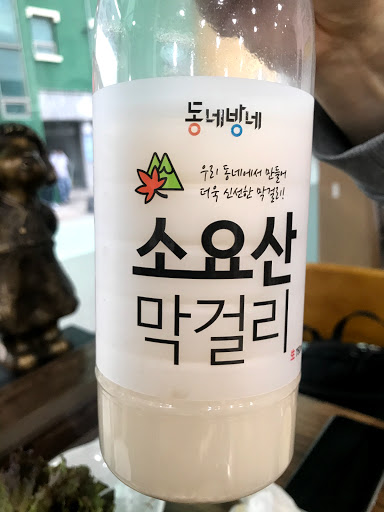 동네방네
우리 동네에서 만들어
더욱 신선한 막걸리!
소요산
막걸리